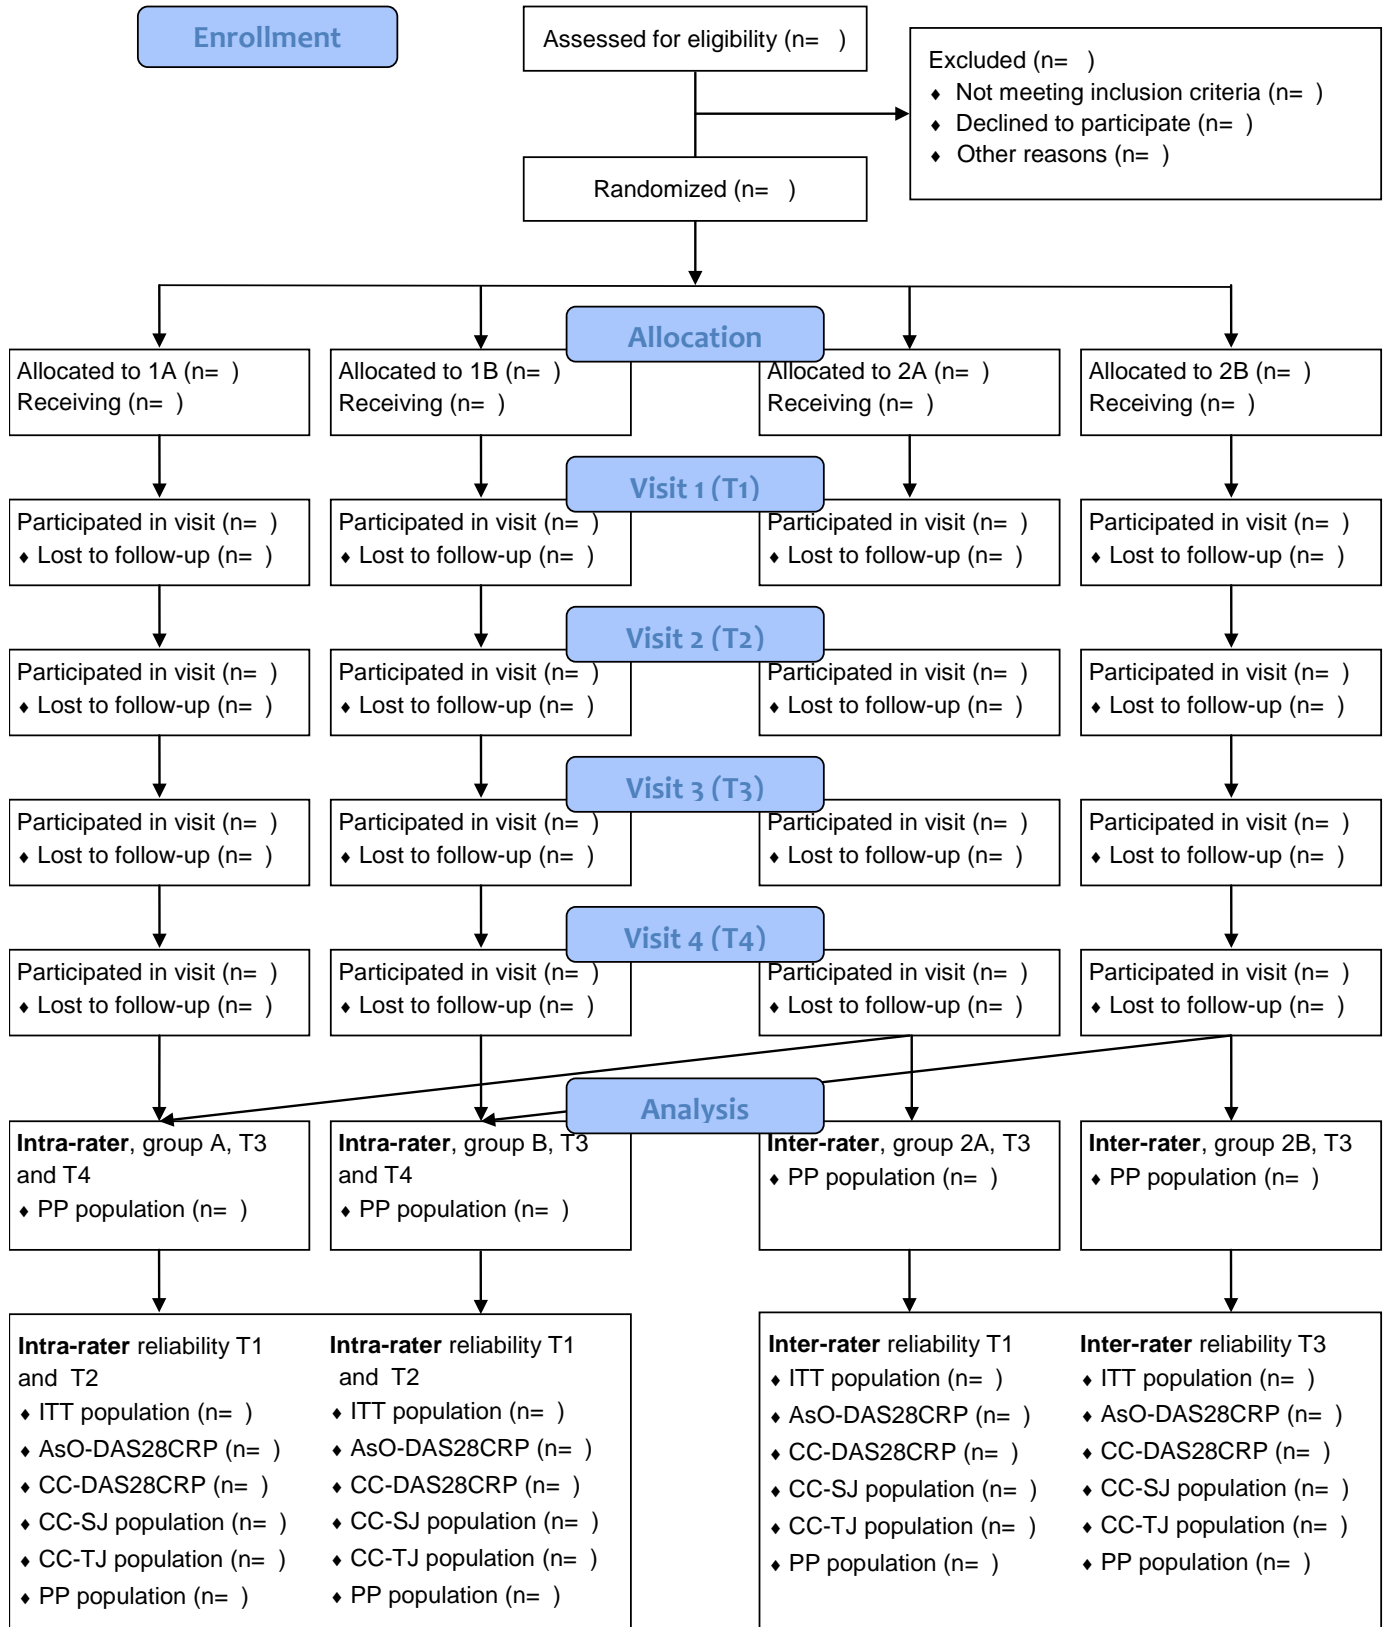 Enrollment
Assessed for eligibility (n=   )
Excluded (n=   )
♦ Not meeting inclusion criteria (n=  )
♦ Declined to participate (n=  )
♦ Other reasons (n=  )
Randomized (n=   )
Allocation
Allocated to 1A (n=  )
Receiving (n=  )
Allocated to 1B (n=  )
Receiving (n=  )
Allocated to 2A (n=  )
Receiving (n=  )
Allocated to 2B (n=  )
Receiving (n=  )
Visit 1 (T1)
Participated in visit (n=  )
♦ Lost to follow-up (n=  )
Participated in visit (n=  )
♦ Lost to follow-up (n=  )
Participated in visit (n=  )
♦ Lost to follow-up (n=  )
Participated in visit (n=  )
♦ Lost to follow-up (n=  )
Visit 2 (T2)
Participated in visit (n=  )
♦ Lost to follow-up (n=  )
Participated in visit (n=  )
♦ Lost to follow-up (n=  )
Participated in visit (n=  )
♦ Lost to follow-up (n=  )
Participated in visit (n=  )
♦ Lost to follow-up (n=  )
Visit 3 (T3)
Participated in visit (n=  )
♦ Lost to follow-up (n=  )
Participated in visit (n=  )
♦ Lost to follow-up (n=  )
Participated in visit (n=  )
♦ Lost to follow-up (n=  )
Participated in visit (n=  )
♦ Lost to follow-up (n=  )
Visit 4 (T4)
Participated in visit (n=  )
♦ Lost to follow-up (n=  )
Participated in visit (n=  )
♦ Lost to follow-up (n=  )
Participated in visit (n=  )
♦ Lost to follow-up (n=  )
Participated in visit (n=  )
♦ Lost to follow-up (n=  )
Analysis
Intra-rater, group A, T3
and T4
♦ PP population (n=  )
Intra-rater, group B, T3
and T4
♦ PP population (n=  )
Inter-rater, group 2A, T3
♦ PP population (n=  )
Inter-rater, group 2B, T3
♦ PP population (n=  )
Intra-rater reliability T1
and  T2
♦ ITT population (n=  )
♦ AsO-DAS28CRP (n=  )
♦ CC-DAS28CRP (n=  )
♦ CC-SJ population (n=  )
♦ CC-TJ population (n=  )
♦ PP population (n=  )
Intra-rater reliability T1
and  T2
♦ ITT population (n=  )
♦ AsO-DAS28CRP (n=  )
♦ CC-DAS28CRP (n=  )
♦ CC-SJ population (n=  )
♦ CC-TJ population (n=  )
♦ PP population (n=  )
Inter-rater reliability T1
♦ ITT population (n=  )
♦ AsO-DAS28CRP (n=  )
♦ CC-DAS28CRP (n=  )
♦ CC-SJ population (n=  )
♦ CC-TJ population (n=  )
♦ PP population (n=  )
Inter-rater reliability T3
♦ ITT population (n=  )
♦ AsO-DAS28CRP (n=  )
♦ CC-DAS28CRP (n=  )
♦ CC-SJ population (n=  )
♦ CC-TJ population (n=  )
♦ PP population (n=  )